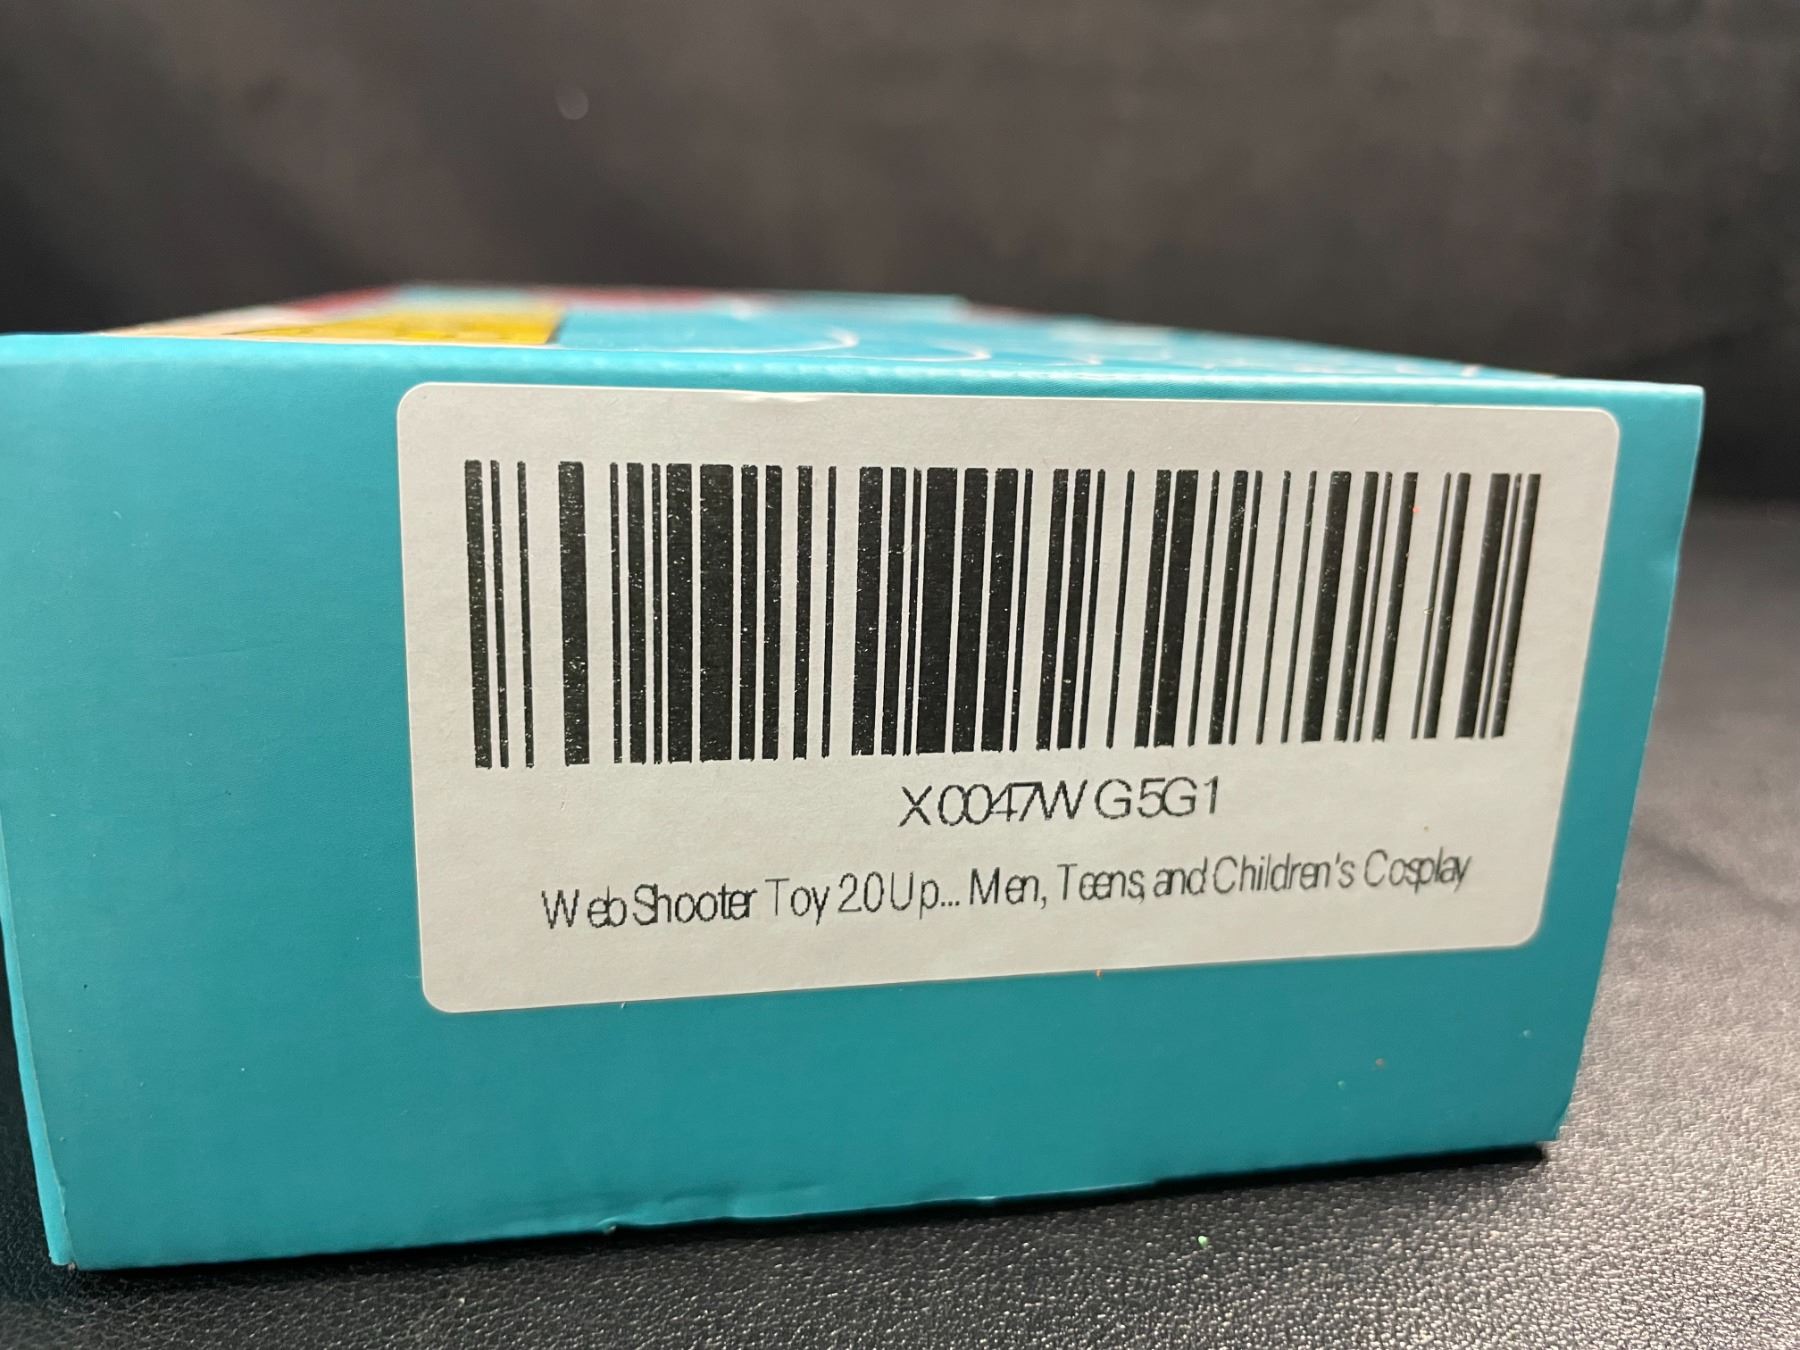 X0047WG5G1
Web Shooter Toy 2.0 Up... Men, Teens, and Children's Cosplay